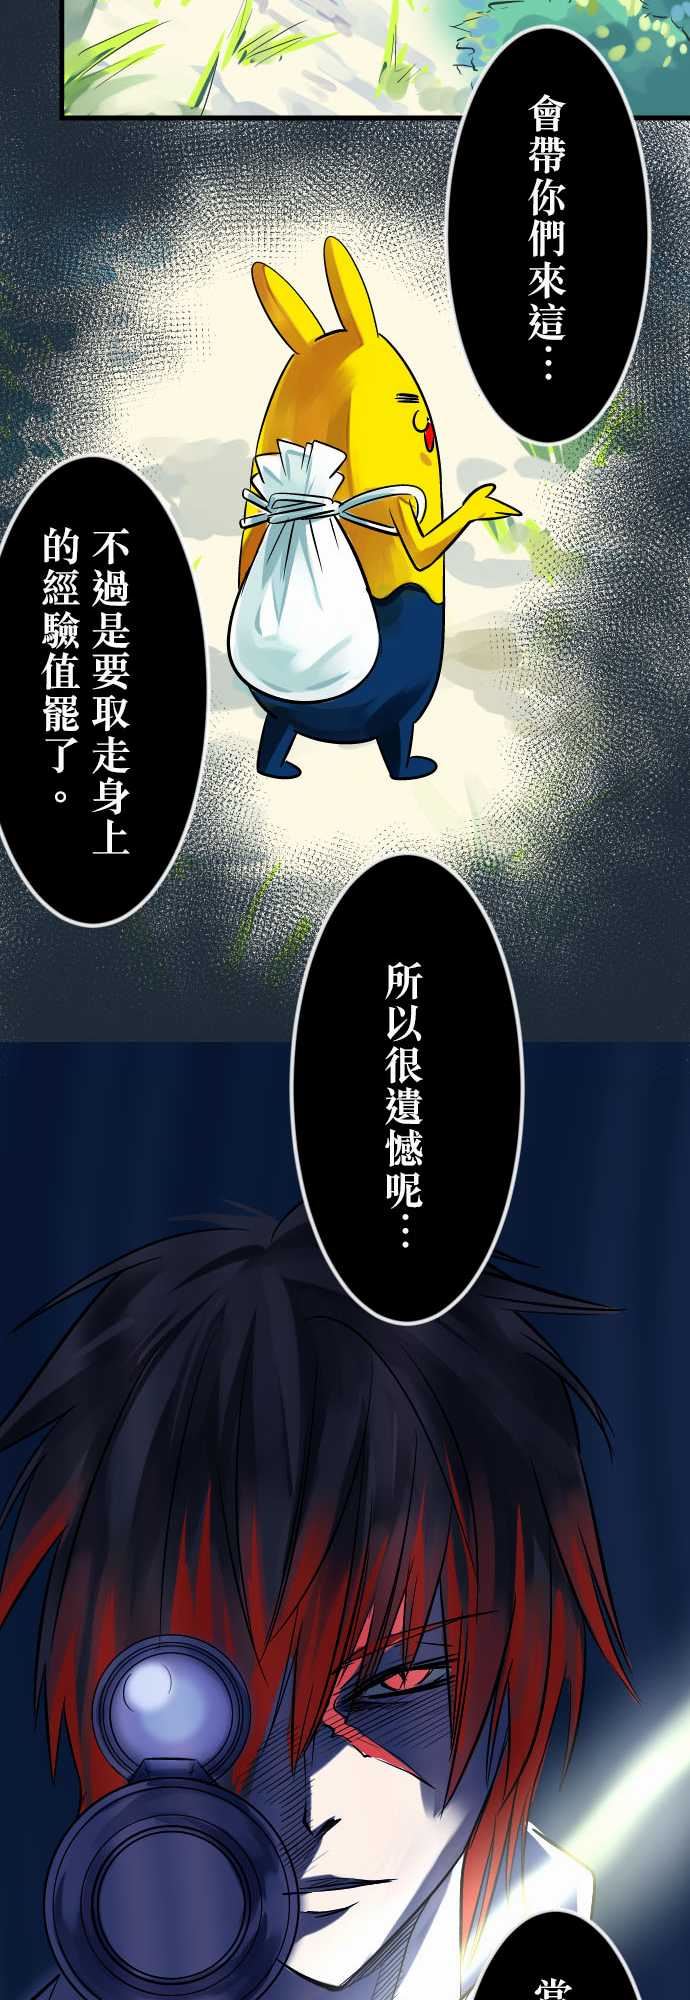 會帶你們來這…
不過是要取走身上
的經驗值罷了。
所以很遺憾呢…